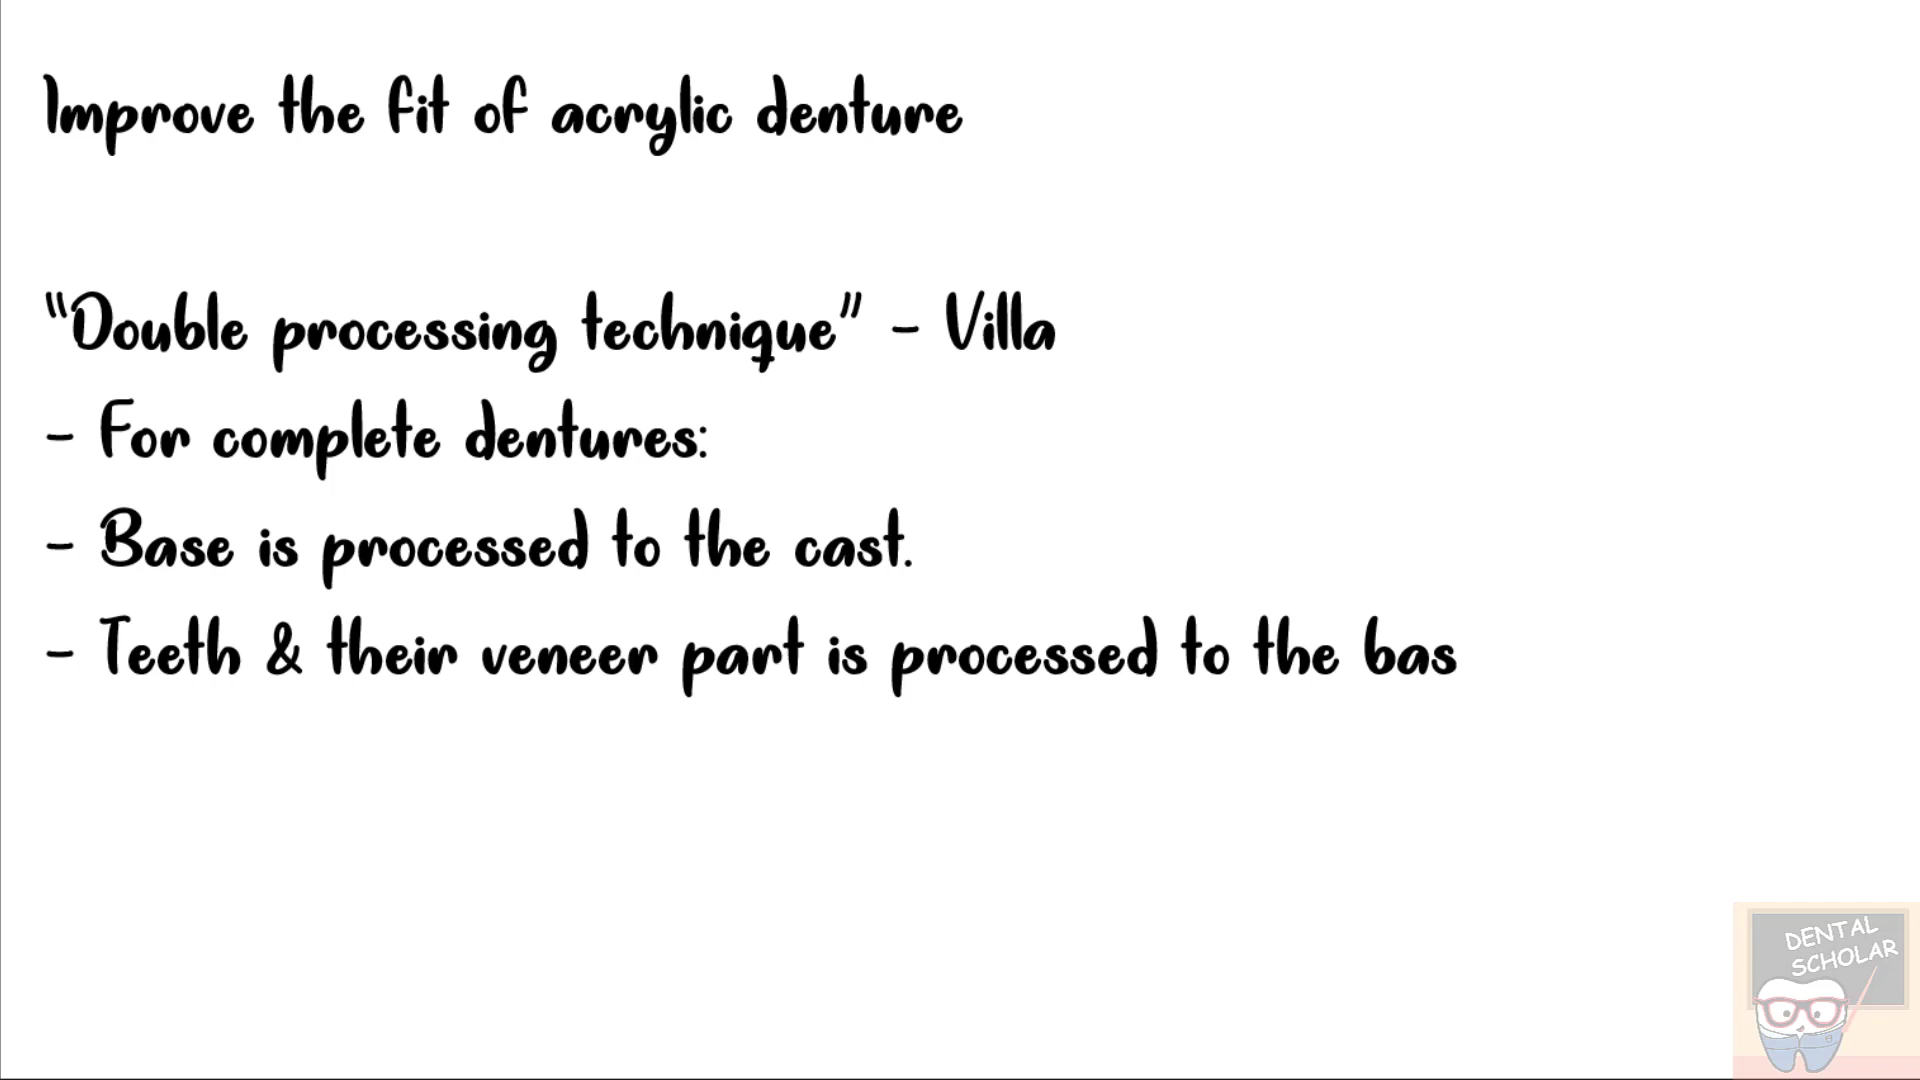 Improve the fit of acrylic denture
"Double processing technique" - Villa
- For complete dentures:
- Base is processed to the cast.
- Teeth & their veneer part is processed to the bas
DENTAL
SCHOLAR